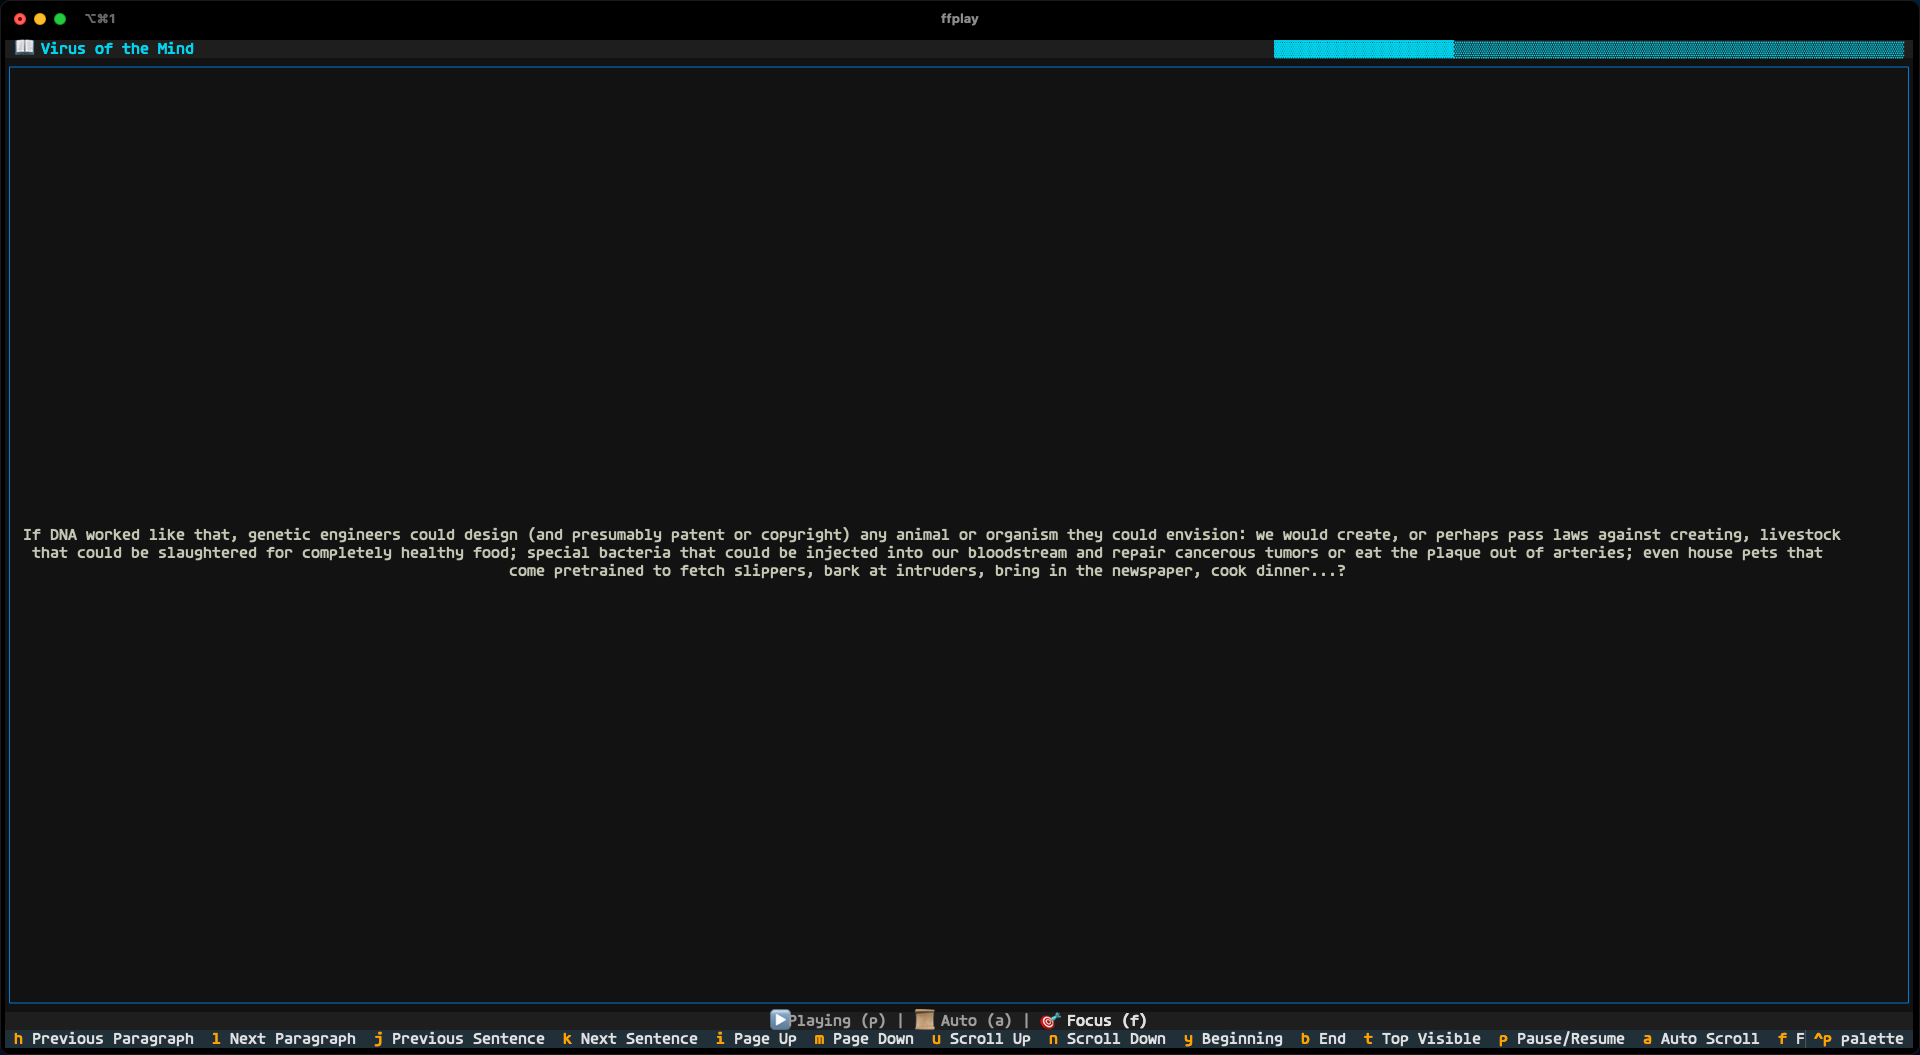 ⌥⌘1 ffplay
Virus of the Mind
If DNA worked like that, genetic engineers could design (and presumably patent or copyright) any animal or organism they could envision: we would create, or perhaps pass laws against creating, livestock
that could be slaughtered for completely healthy food; special bacteria that could be injected into our bloodstream and repair cancerous tumors or eat the plaque out of arteries; even house pets that
come pretrained to fetch slippers, bark at intruders, bring in the newspaper, cook dinner...?
Playing (p) | Auto (a) | Focus (f)
h Previous Paragraph l Next Paragraph j Previous Sentence k Next Sentence i Page Up m Page Down u Scroll Up n Scroll Down y Beginning b End t Top Visible p Pause/Resume a Auto Scroll f F ^p palette